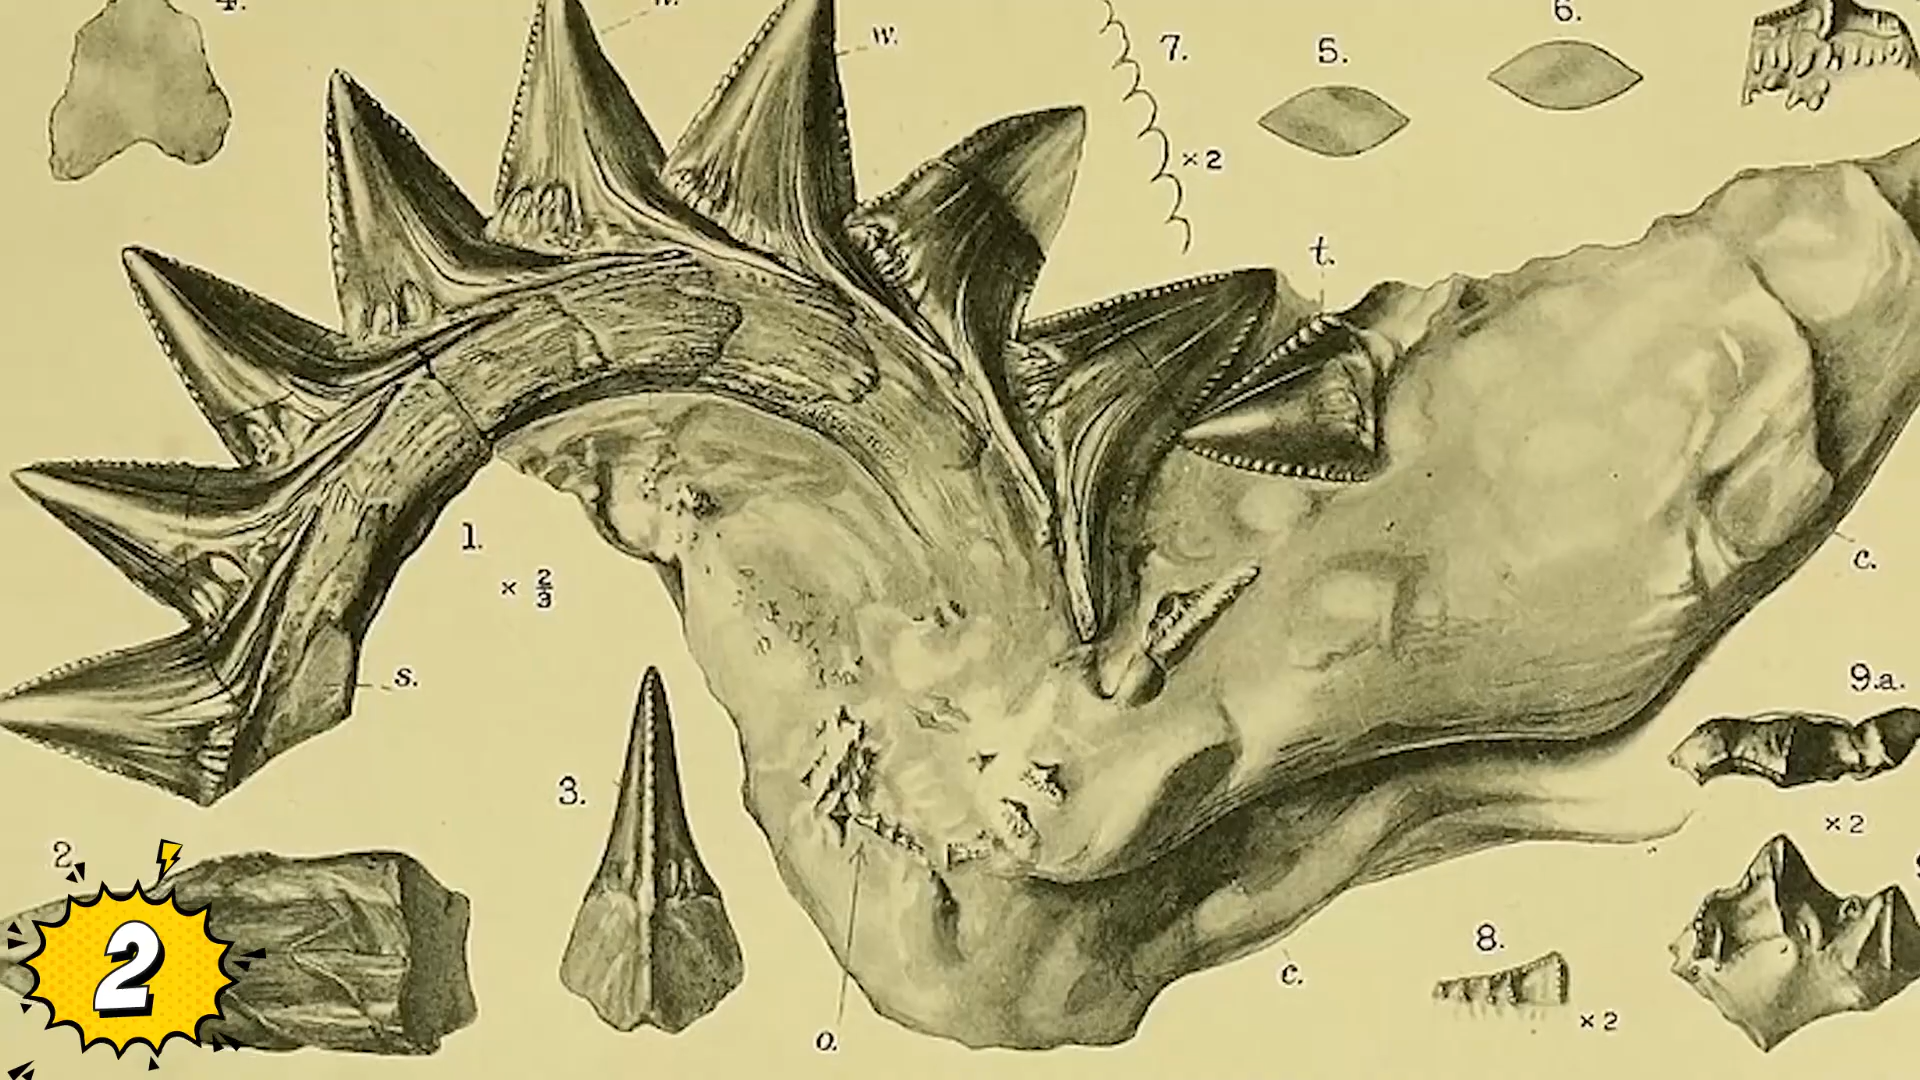 4.
w.
w.
7.
5.
6.
× 2
t.
1.
× 2/3
c.
s.
9.a.
3.
× 2
2.
2
8.
c.
× 2
o.